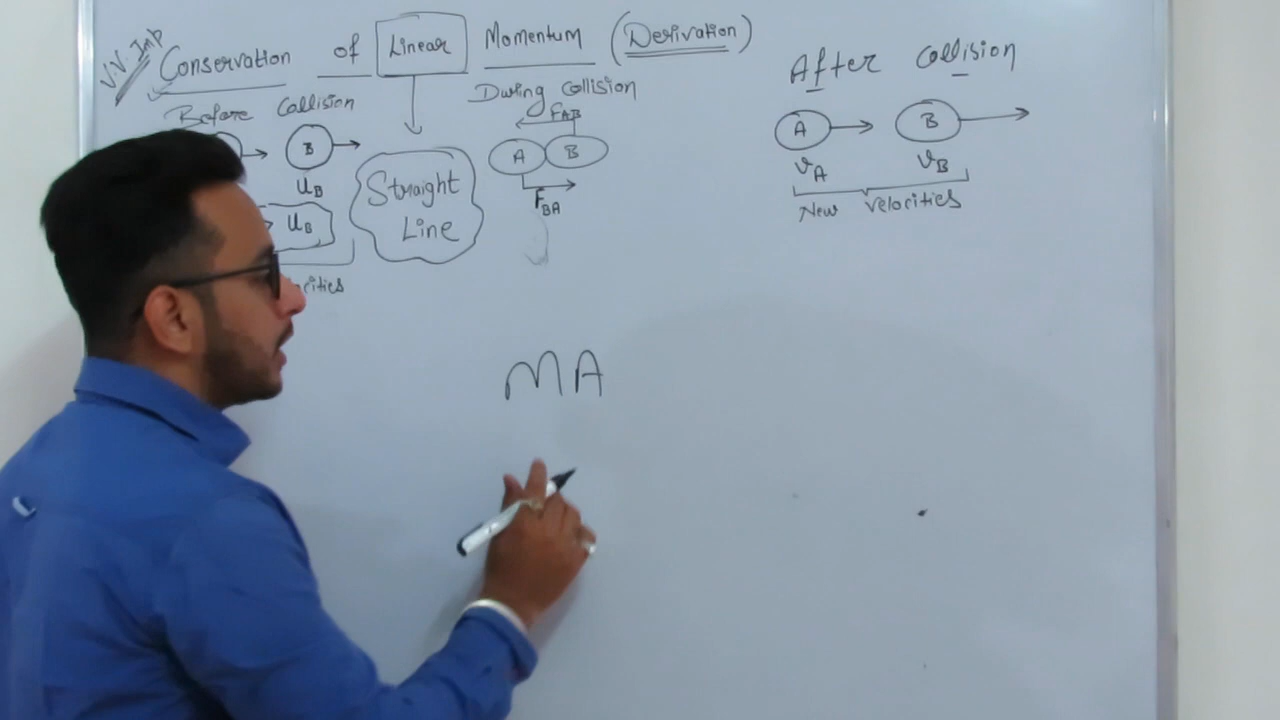 VV.Imp
Conservation of Linear Momentum (Derivation)
Before Collision
B
UB
UB
Straight
Line
During Collision
FAB
A B
FBA
After Collision
A B
vA vB
New velocities
MA